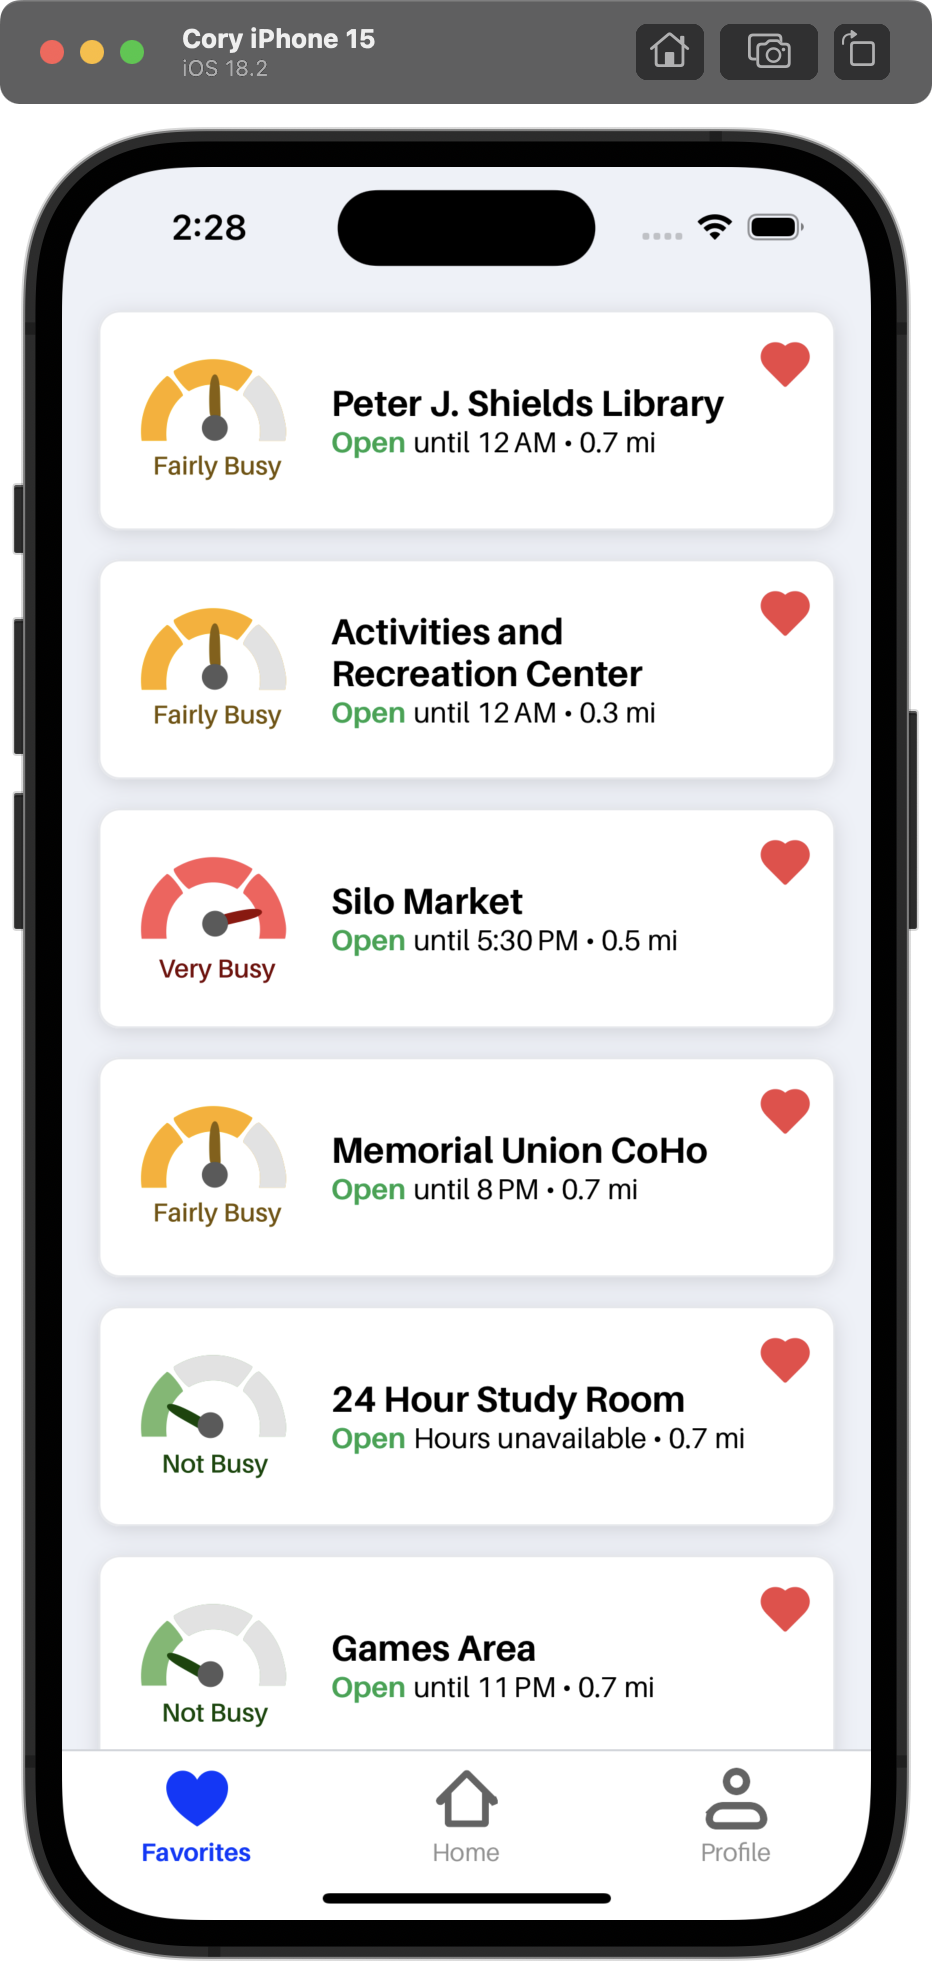 Cory iPhone 15
iOS 18.2
2:28
Peter J. Shields Library
Open until 12 AM • 0.7 mi
Fairly Busy
Activities and
Recreation Center
Open until 12 AM • 0.3 mi
Fairly Busy
Silo Market
Open until 5:30 PM • 0.5 mi
Very Busy
Memorial Union CoHo
Open until 8 PM • 0.7 mi
Fairly Busy
24 Hour Study Room
Open Hours unavailable • 0.7 mi
Not Busy
Games Area
Open until 11 PM • 0.7 mi
Not Busy
Favorites
Home
Profile